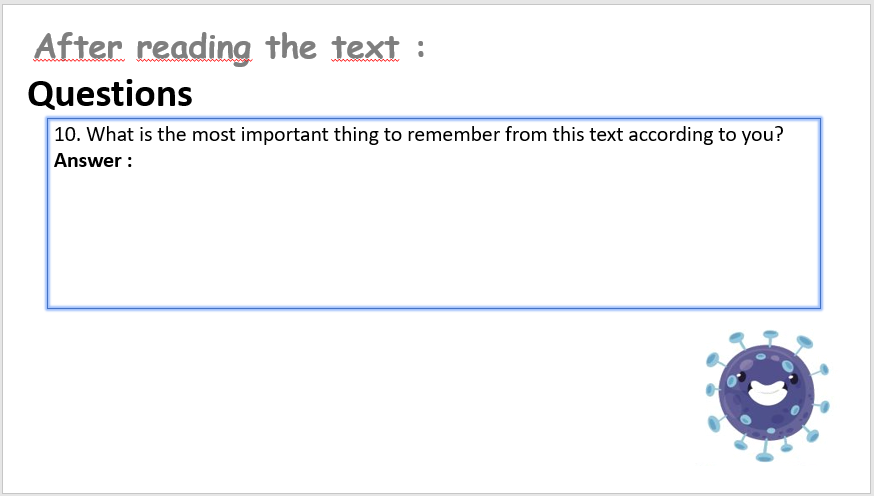 After reading the text :
Questions
10. What is the most important thing to remember from this text according to you?
Answer :